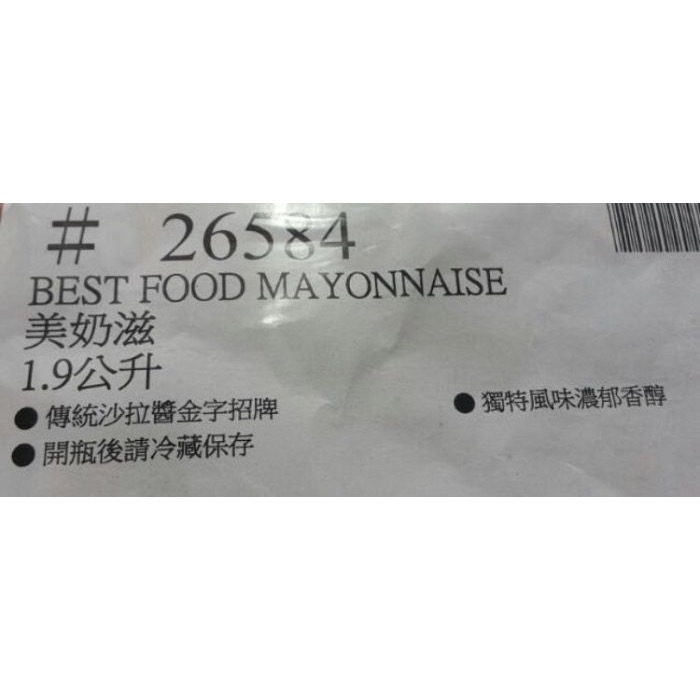 # 26584
BEST FOOD MAYONNAISE
美奶滋
1.9公升
● 傳統沙拉醬金字招牌
● 獨特風味濃郁香醇
● 開瓶後請冷藏保存